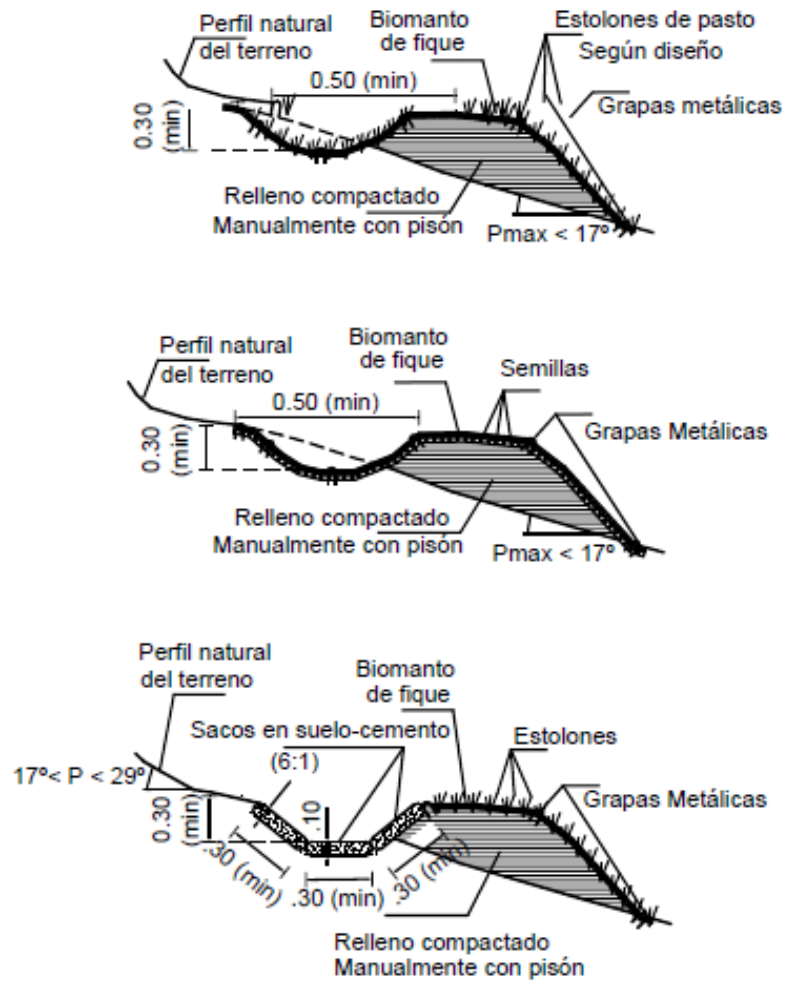 Perfil natural
del terreno
Biomanto
de fique
Estolones de pasto
Según diseño
0.50 (min)
Grapas metálicas
0.30
(min)
Relleno compactado
Manualmente con pisón
Pmax < 17º
Perfil natural
del terreno
Biomanto
de fique
Semillas
0.50 (min)
Grapas Metálicas
0.30
(min)
Relleno compactado
Manualmente con pisón
Pmax < 17º
Perfil natural
del terreno
Biomanto
de fique
Sacos en suelo-cemento
(6:1)
Estolones
17º< P < 29º
Grapas Metálicas
0.30
(min)
.10
.30 (min)
.30 (min)
.30 (min)
Relleno compactado
Manualmente con pisón